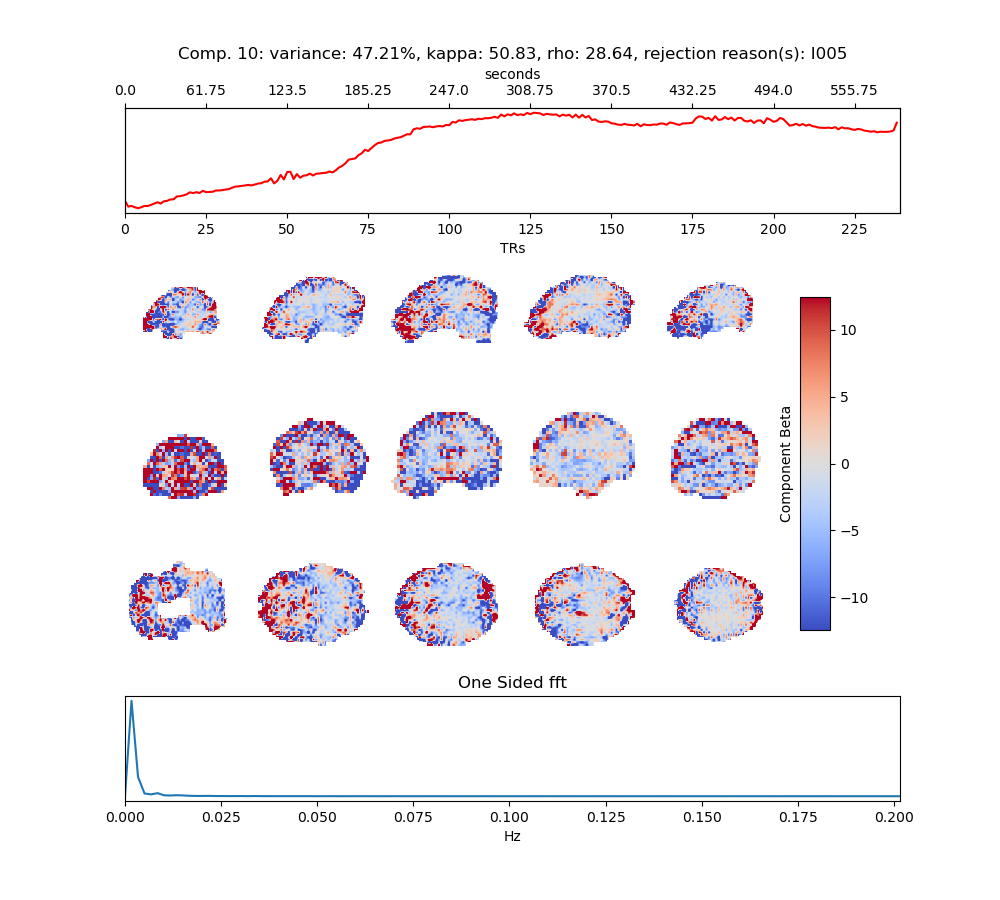 Comp. 10: variance: 47.21%, kappa: 50.83, rho: 28.64, rejection reason(s): I005
seconds
0.0 61.75 123.5 185.25 247.0 308.75 370.5 432.25 494.0 555.75
0 25 50 75 100 125 150 175 200 225
TRs
10
5
0
−5
−10
Component Beta
One Sided fft
0.000 0.025 0.050 0.075 0.100 0.125 0.150 0.175 0.200
Hz